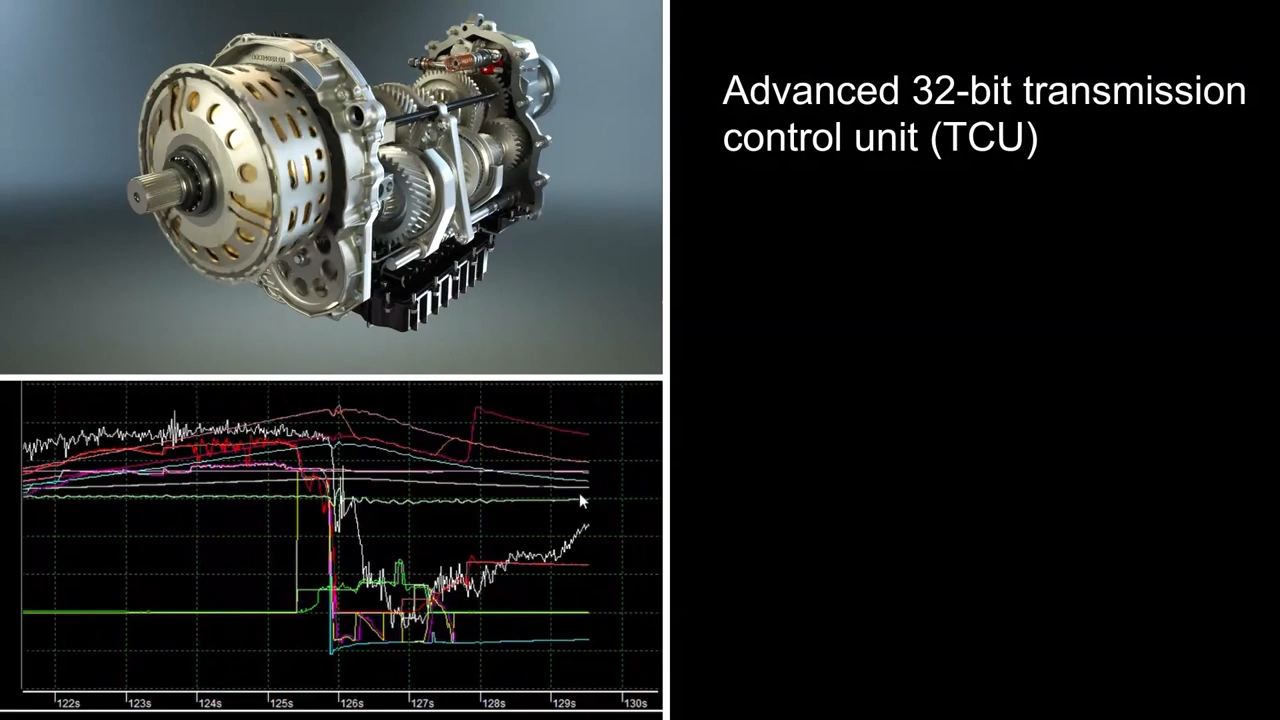 Advanced 32-bit transmission
control unit (TCU)
122s 123s 124s 125s 126s 127s 128s 129s 130s